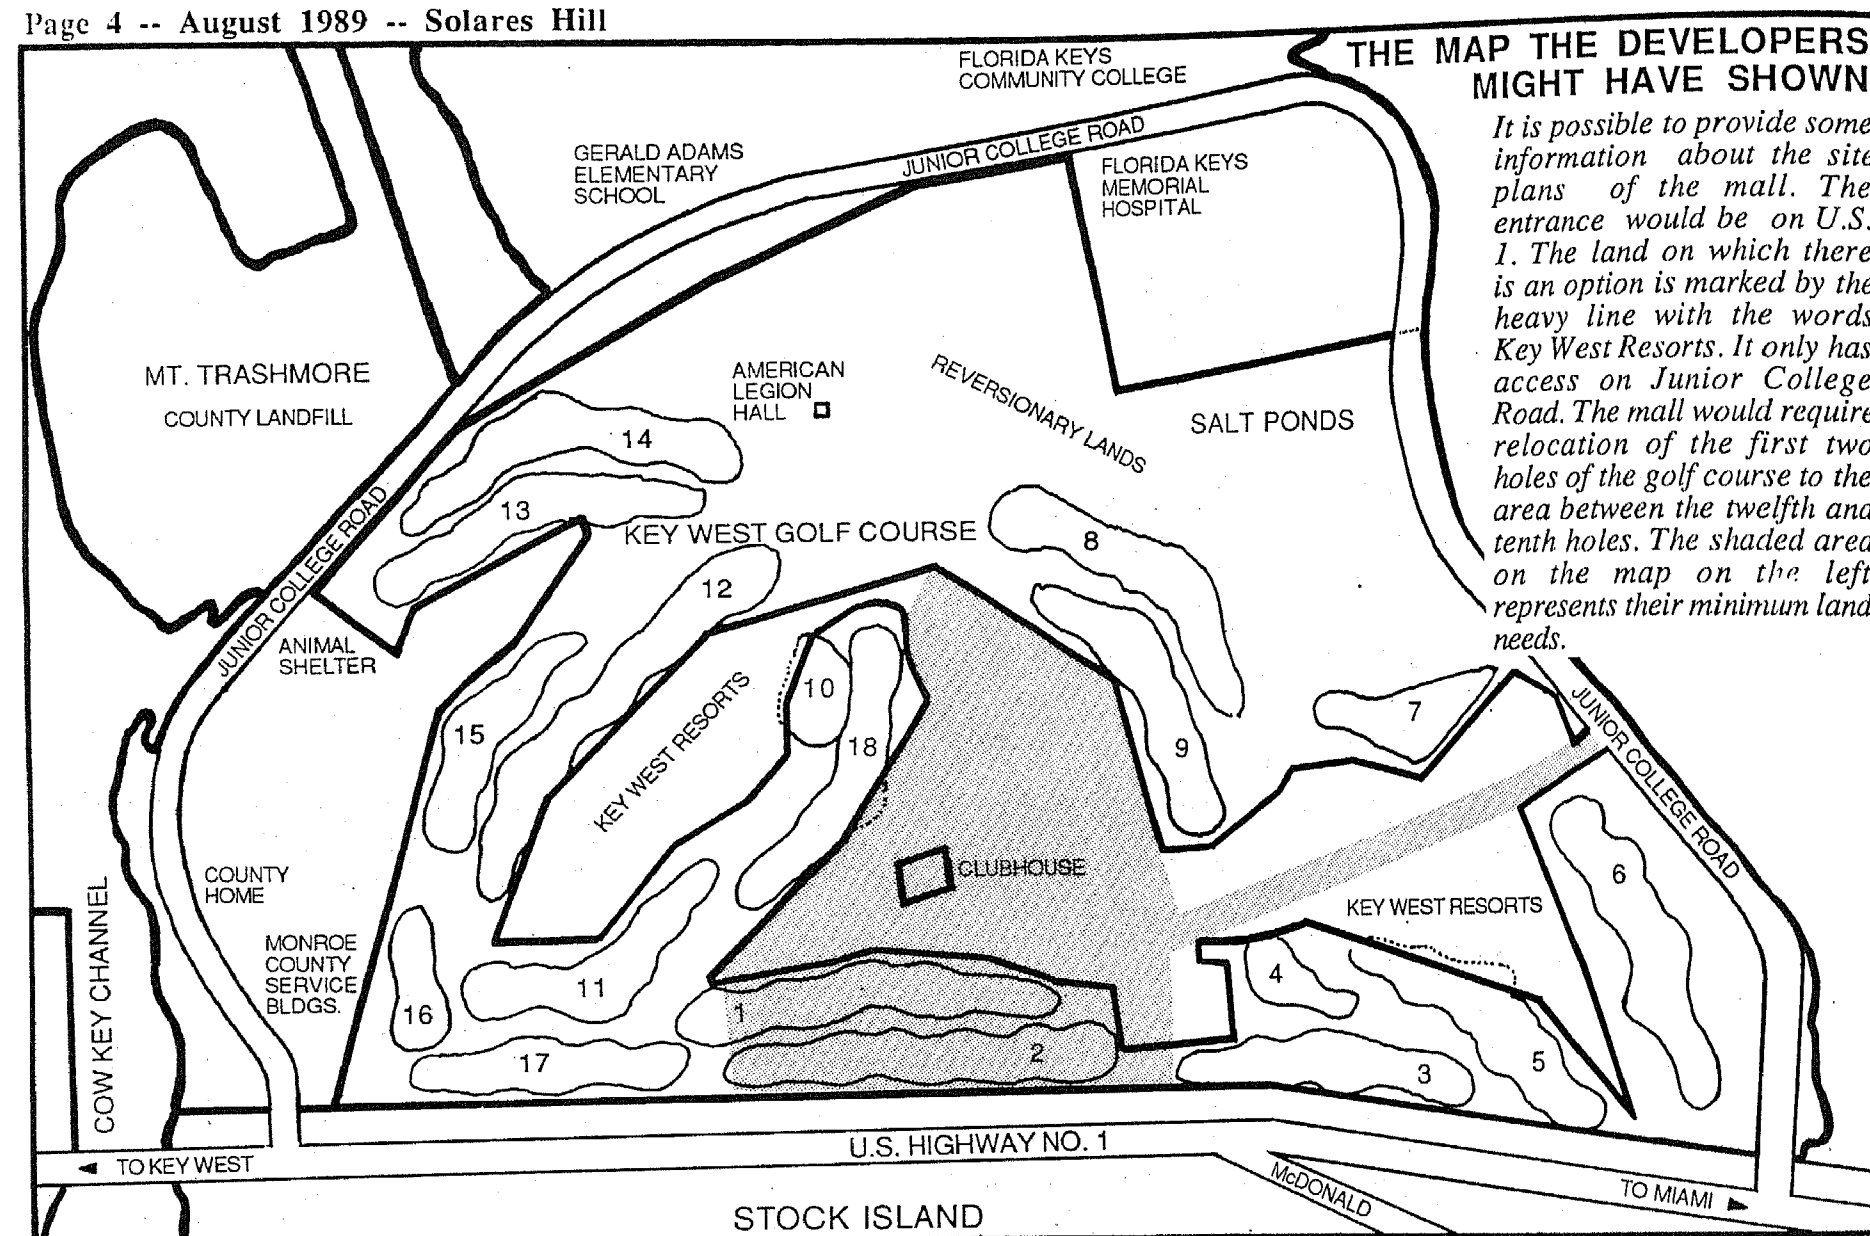 Page 4 -- August 1989 -- Solares Hill
THE MAP THE DEVELOPERS
MIGHT HAVE SHOWN
It is possible to provide some
information about the site
plans of the mall. The
entrance would be on U.S.
1. The land on which there
is an option is marked by the
heavy line with the words
Key West Resorts. It only has
access on Junior College
Road. The mall would require
relocation of the first two
holes of the golf course to the
area between the twelfth and
tenth holes. The shaded area
on the map on the left
represents their minimum land
needs.
FLORIDA KEYS
COMMUNITY COLLEGE
JUNIOR COLLEGE ROAD
GERALD ADAMS
ELEMENTARY
SCHOOL
FLORIDA KEYS
MEMORIAL
HOSPITAL
MT. TRASHMORE
COUNTY LANDFILL
AMERICAN
LEGION
HALL
REVERSIONARY LANDS
SALT PONDS
14
13
KEY WEST GOLF COURSE
8
12
JUNIOR COLLEGE ROAD
ANIMAL
SHELTER
10
KEY WEST RESORTS
15
18
9
7
JUNIOR COLLEGE ROAD
CLUBHOUSE
6
COUNTY
HOME
KEY WEST RESORTS
MONROE
COUNTY
SERVICE
BLDGS.
COW KEY CHANNEL
16
11
1
4
17
2
3
5
U.S. HIGHWAY NO. 1
TO KEY WEST
McDONALD
TO MIAMI
STOCK ISLAND